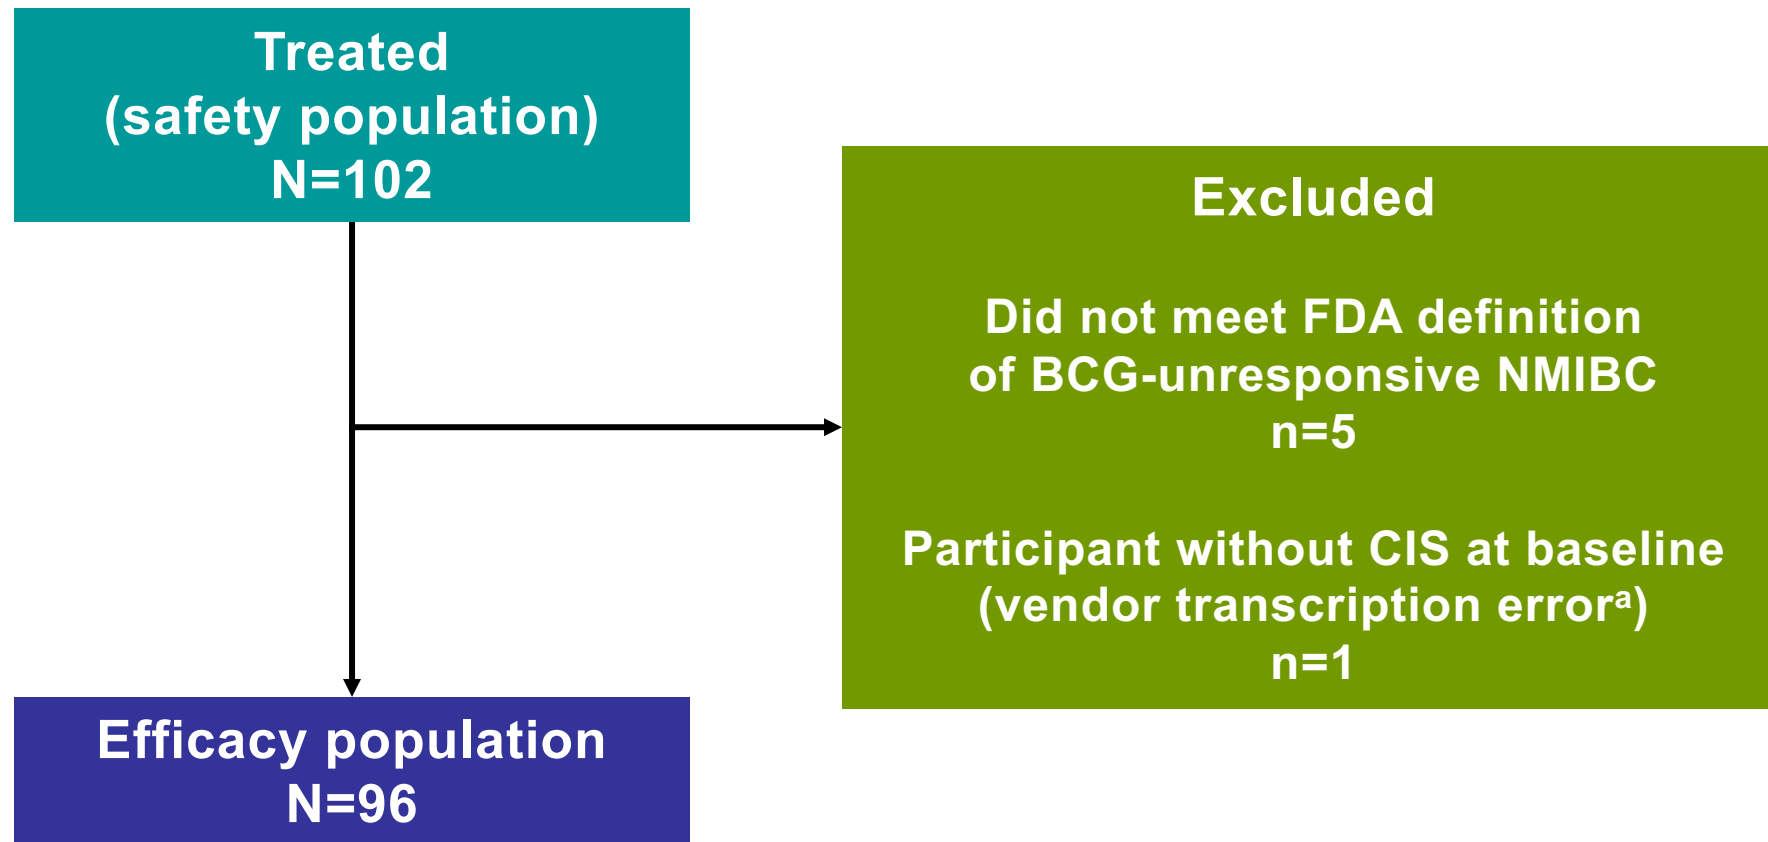 Treated
(safety population)
N=102
Excluded
Did not meet FDA definition
of BCG-unresponsive NMIBC
n=5
Participant without CIS at baseline
(vendor transcription errorᵃ)
n=1
Efficacy population
N=96